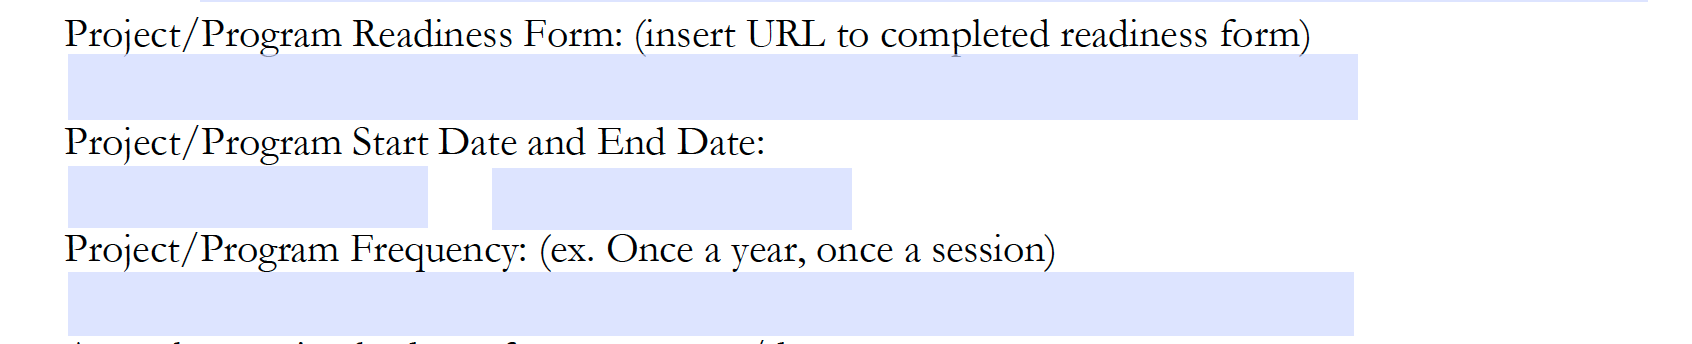 Project/Program Readiness Form: (insert URL to completed readiness form)
Project/Program Start Date and End Date:
Project/Program Frequency: (ex. Once a year, once a session)